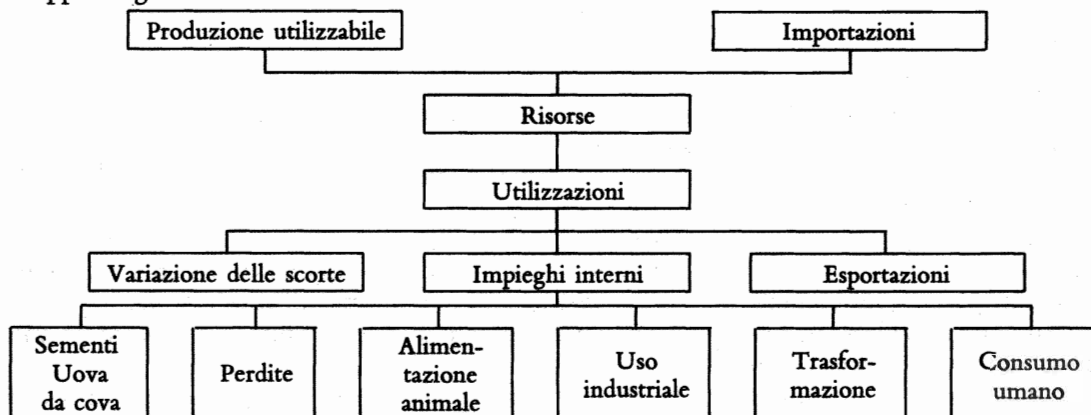 Produzione utilizzabile
Importazioni
Risorse
Utilizzazioni
Variazione delle scorte
Impieghi interni
Esportazioni
Sementi
Uova
da cova
Perdite
Alimen-
tazione
animale
Uso
industriale
Trasfor-
mazione
Consumo
umano